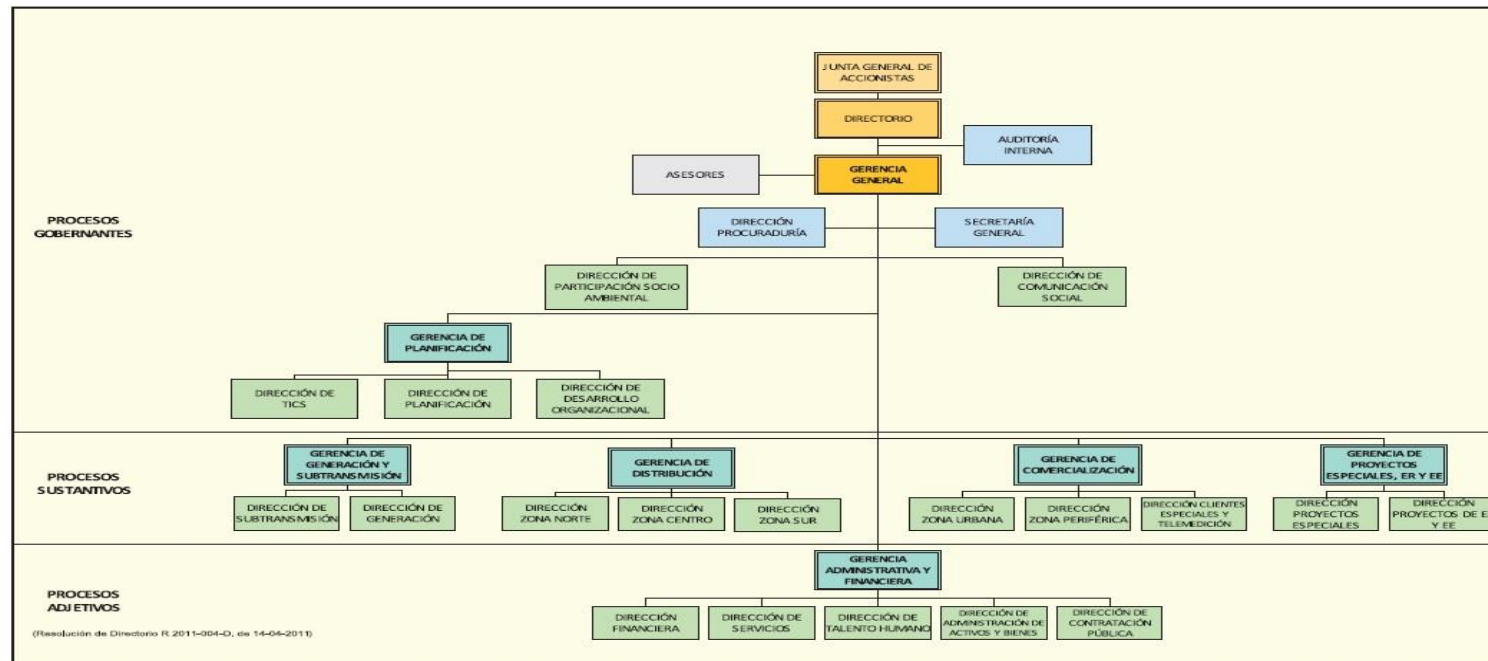 JUNTA GENERAL DE
ACCIONISTAS
DIRECTORIO
AUDITORÍA
INTERNA
ASESORES
GERENCIA
GENERAL
PROCESOS
GOBERNANTES
DIRECCIÓN
PROCURADURÍA
SECRETARÍA
GENERAL
DIRECCIÓN DE
PARTICIPACIÓN SOCIO
AMBIENTAL
DIRECCIÓN DE
COMUNICACIÓN
SOCIAL
GERENCIA DE
PLANIFICACIÓN
DIRECCIÓN DE
TICS
DIRECCIÓN DE
PLANIFICACIÓN
DIRECCIÓN DE
DESARROLLO
ORGANIZACIONAL
PROCESOS
SUSTANTIVOS
GERENCIA DE
GENERACIÓN Y
SUBTRANSMISIÓN
GERENCIA DE
DISTRIBUCIÓN
GERENCIA DE
COMERCIALIZACIÓN
GERENCIA DE
PROYECTOS
ESPECIALES, ER Y EE
DIRECCIÓN DE
SUBTRANSMISIÓN
DIRECCIÓN DE
GENERACIÓN
DIRECCIÓN
ZONA NORTE
DIRECCIÓN
ZONA CENTRO
DIRECCIÓN
ZONA SUR
DIRECCIÓN
ZONA URBANA
DIRECCIÓN
ZONA PERIFÉRICA
DIRECCIÓN CLIENTES
ESPECIALES Y
TELEMEDICIÓN
DIRECCIÓN
PROYECTOS
ESPECIALES
DIRECCIÓN
PROYECTOS DE
Y EE
PROCESOS
ADJETIVOS
(Resolución de Directorio R 2011-004-D, de 14-04-2011)
GERENCIA
ADMINISTRATIVA Y
FINANCIERA
DIRECCIÓN
FINANCIERA
DIRECCIÓN DE
SERVICIOS
DIRECCIÓN DE
TALENTO HUMANO
DIRECCIÓN DE
ADMINISTRACIÓN DE
ACTIVOS Y BIENES
DIRECCIÓN DE
CONTRATACIÓN
PÚBLICA